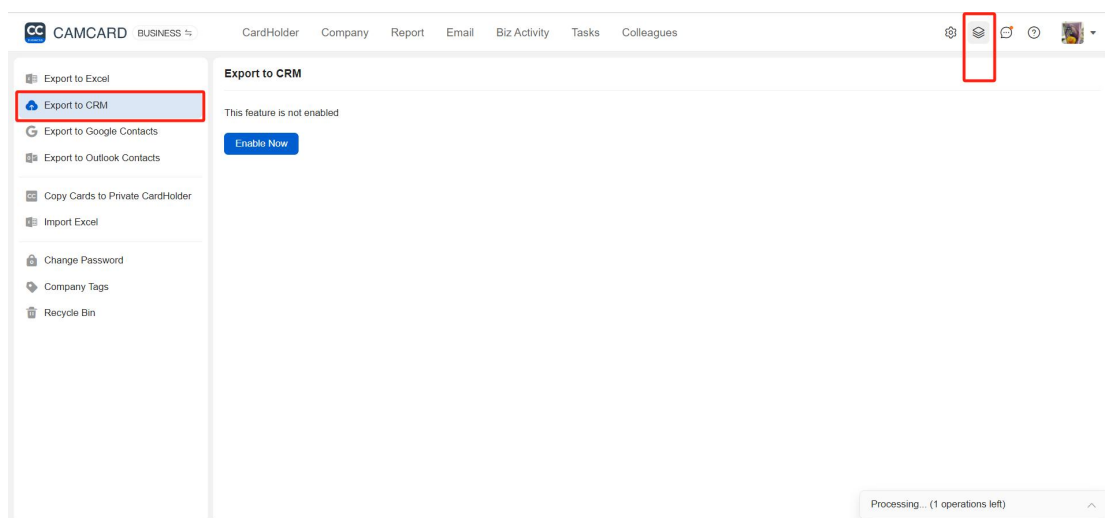 CC CAMCARD BUSINESS CardHolder Company Report Email Biz Activity Tasks Colleagues
Export to Excel
Export to CRM
Export to Google Contacts
Export to Outlook Contacts
Copy Cards to Private CardHolder
Import Excel
Change Password
Company Tags
Recycle Bin
Export to CRM
This feature is not enabled
Enable Now
Processing... (1 operations left)